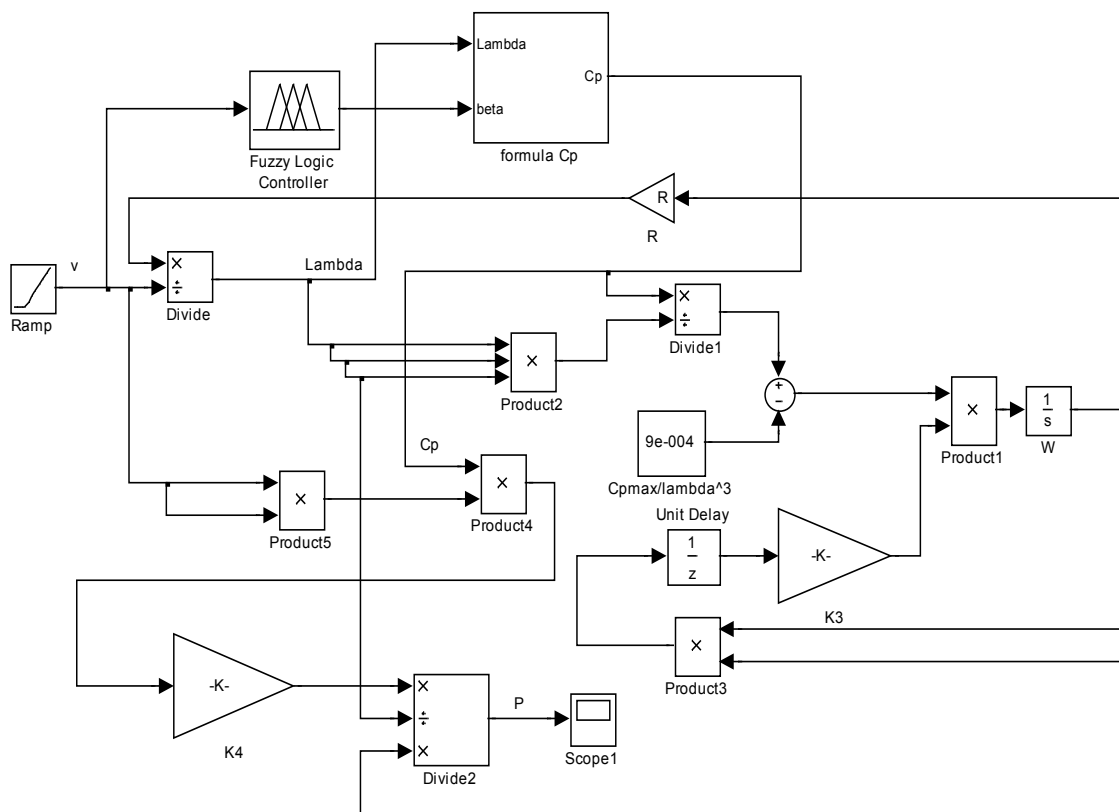 Lambda
Cp
beta
formula Cp
Fuzzy Logic
Controller
R
R
v
×
÷
Divide
Lambda
Ramp
×
÷
Divide1
×
Product2
+
−
9e-004
Cpmax/lambda^3
×
Product1
1
s
W
Cp
×
Product4
×
Product5
Unit Delay
1
z
-K-
K3
×
Product3
-K-
K4
×
÷
×
Divide2
P
Scope1